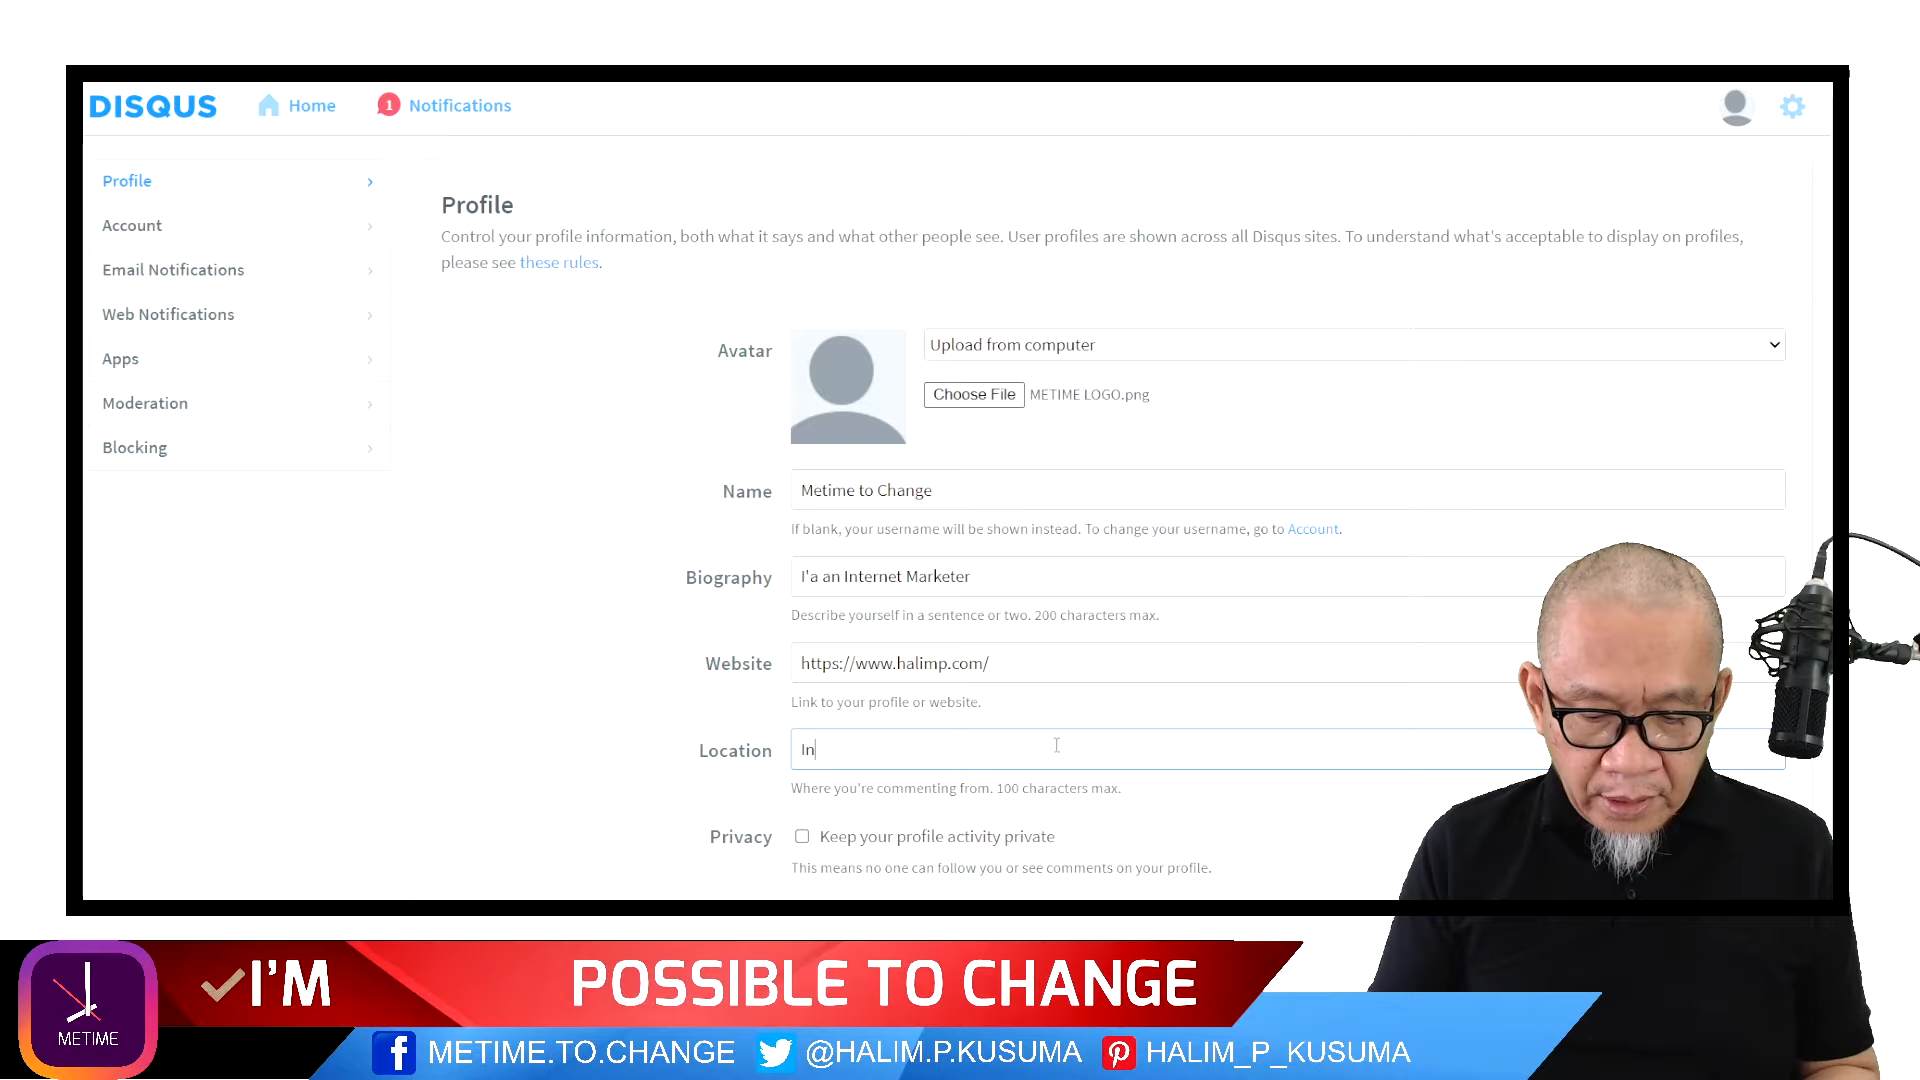 DISQUS
Home
1
Notifications
Profile
Account
Email Notifications
Web Notifications
Apps
Moderation
Blocking
Profile
Control your profile information, both what it says and what other people see. User profiles are shown across all Disqus sites. To understand what's acceptable to display on profiles,
please see these rules.
Avatar
Upload from computer
Choose File METIME LOGO.png
Name
Metime to Change
If blank, your username will be shown instead. To change your username, go to Account.
Biography
I'a an Internet Marketer
Describe yourself in a sentence or two. 200 characters max.
Website
https://www.halimp.com/
Link to your profile or website.
Location
In
Where you're commenting from. 100 characters max.
Privacy
Keep your profile activity private
This means no one can follow you or see comments on your profile.
I'M POSSIBLE TO CHANGE
METIME
METIME.TO.CHANGE
@HALIM.P.KUSUMA
HALIM_P_KUSUMA